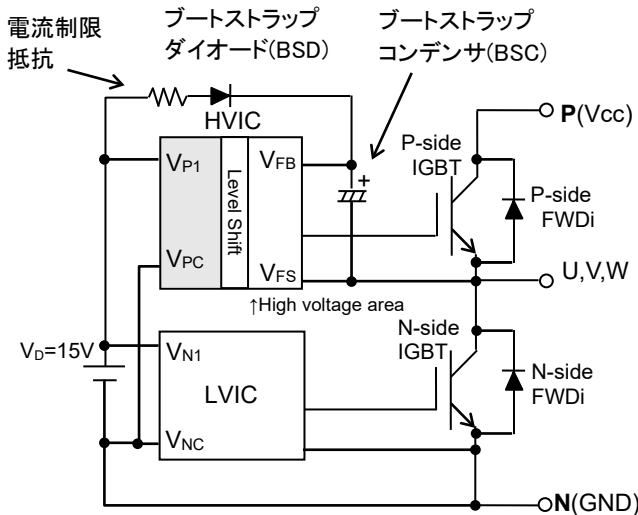 電流制限
抵抗
ブートストラップ
ダイオード(BSD)
ブートストラップ
コンデンサ(BSC)
HVIC
P(Vcc)
VP1
Level Shift
VFB
+
P-side
IGBT
P-side
FWDi
VPC
VFS
↑High voltage area
U,V,W
VD=15V
VN1
LVIC
VNC
N-side
IGBT
N-side
FWDi
N(GND)